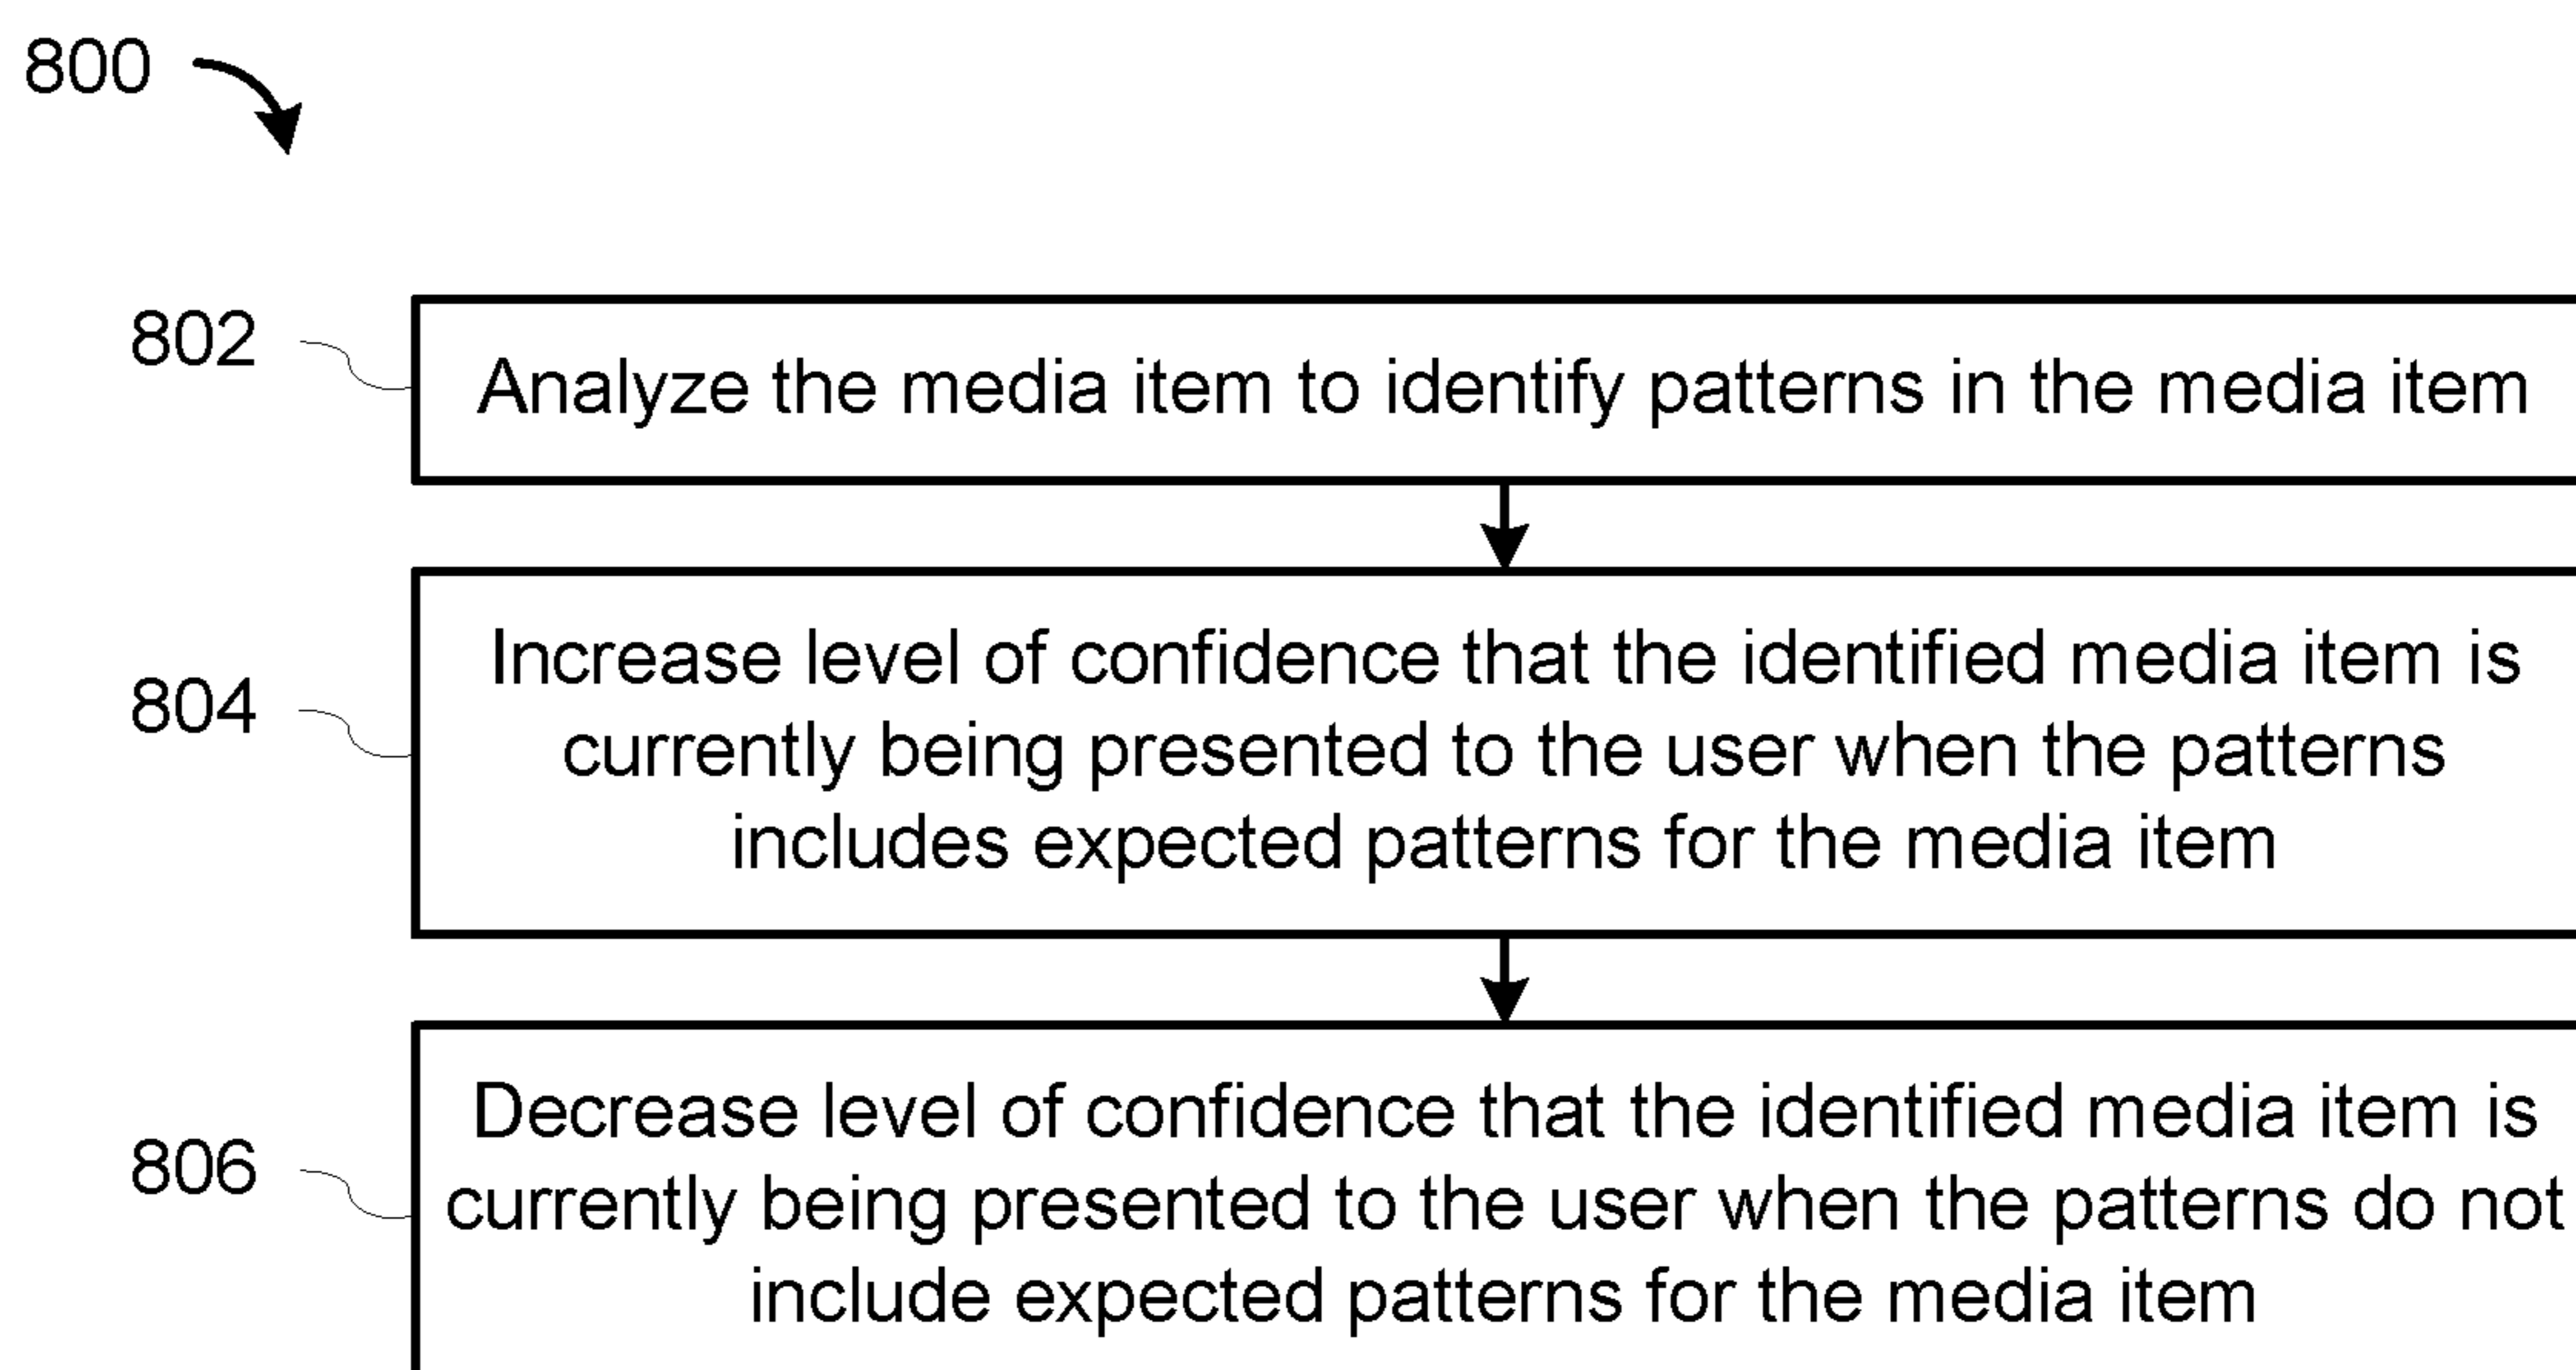 800
802
Analyze the media item to identify patterns in the media item
804
Increase level of confidence that the identified media item is
currently being presented to the user when the patterns
includes expected patterns for the media item
806
Decrease level of confidence that the identified media item is
currently being presented to the user when the patterns do not
include expected patterns for the media item